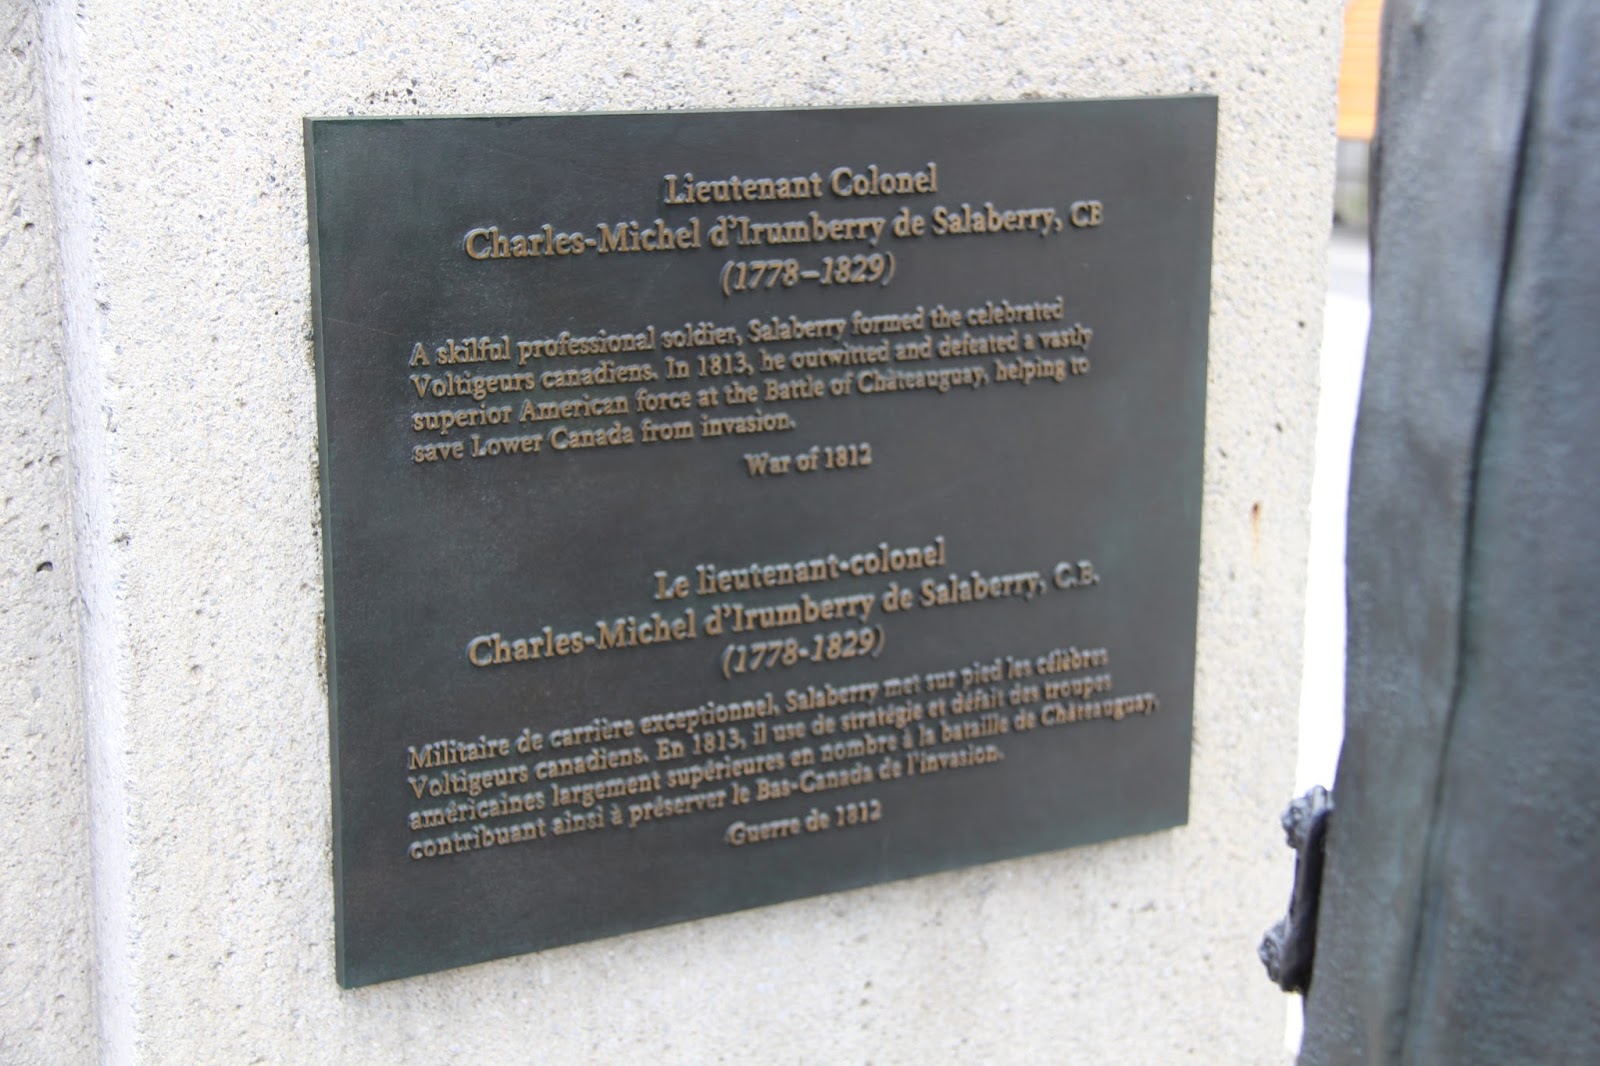 Lieutenant Colonel
Charles-Michel d'Irumberry de Salaberry, CB
(1778–1829)
A skilful professional soldier, Salaberry formed the celebrated
Voltigeurs canadiens. In 1813, he outwitted and defeated a vastly
superior American force at the Battle of Châteauguay, helping to
save Lower Canada from invasion.
War of 1812
Le lieutenant-colonel
Charles-Michel d'Irumberry de Salaberry, C.B.
(1778-1829)
Militaire de carrière exceptionnel, Salaberry met sur pied les célèbres
Voltigeurs canadiens. En 1813, il use de stratégie et défait des troupes
américaines largement supérieures en nombre à la bataille de Châteauguay,
contribuant ainsi à préserver le Bas-Canada de l'invasion.
Guerre de 1812